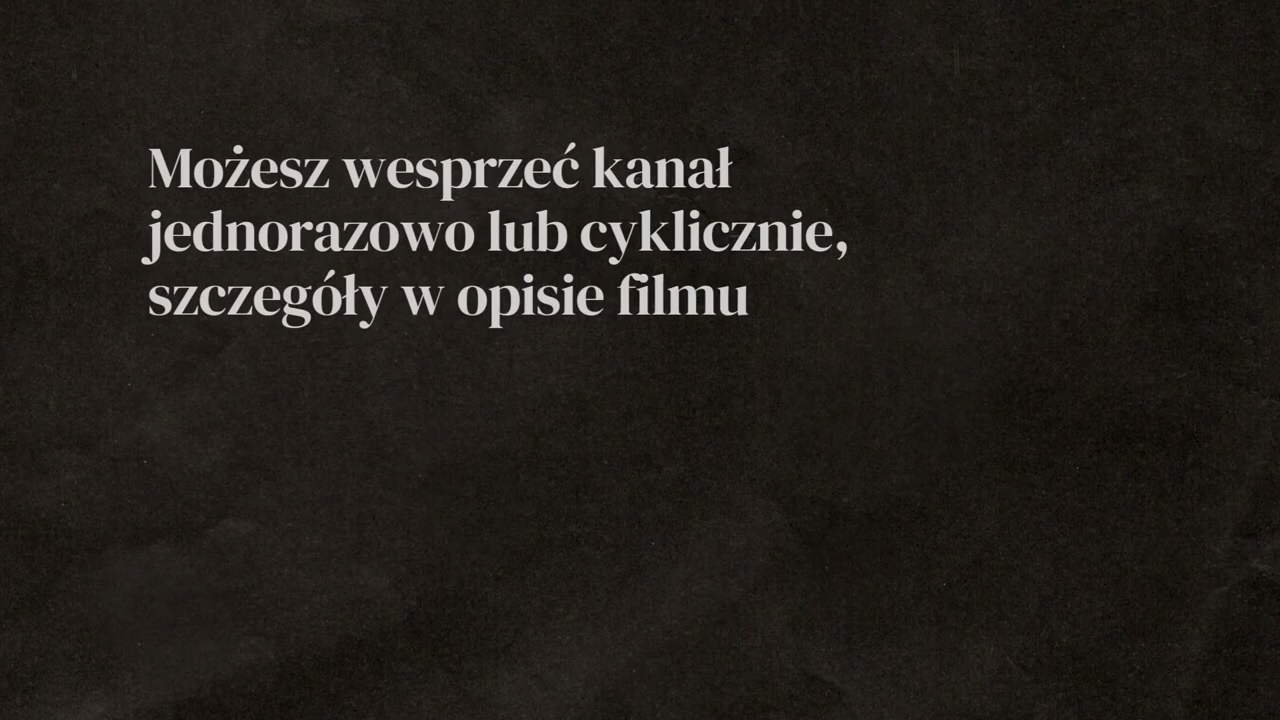 Możesz wesprzeć kanał
jednorazowo lub cyklicznie,
szczegóły w opisie filmu